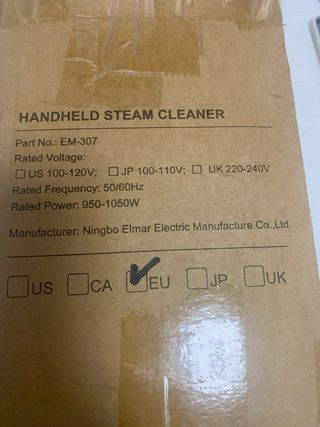 HANDHELD STEAM CLEANER
Part No.: EM-307
Rated Voltage:
☐ US 100-120V; ☐ JP 100-110V; ☐ UK 220-240V
Rated Frequency: 50/60Hz
Rated Power: 950-1050W
Manufacturer: Ningbo Elmar Electric Manufacture Co.,Ltd.
☐US ☐CA ☑EU ☐JP ☐UK